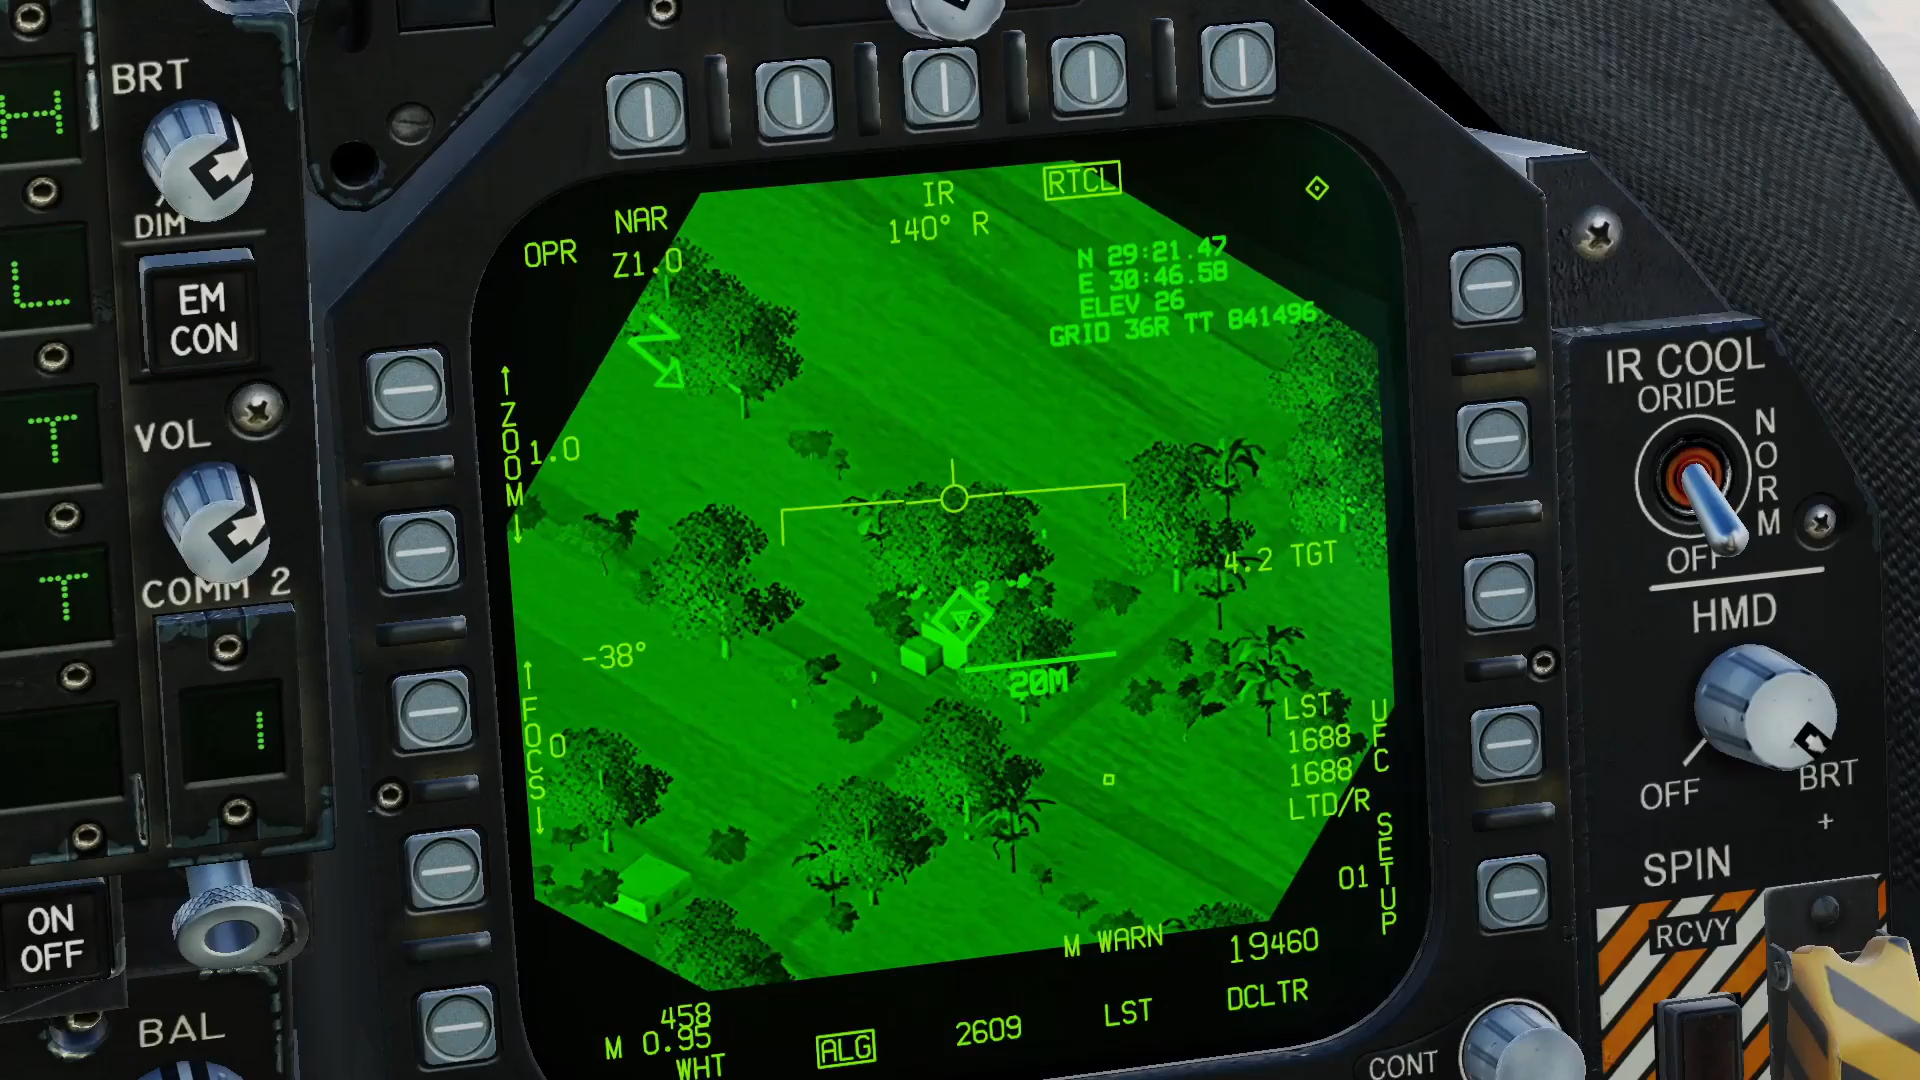 BRT
DIM
EM
CON
VOL
COMM 2
ON
OFF
BAL
H
L
T
T
1
OPR
NAR
Z1.0
IR
140° R
RTCL
N 29:21.47
E 30:46.58
ELEV 26
GRID 36R TT 841496
ZOOM
1.0
4.2 TGT
2
-38°
20M
FOCS
0
LST
1688
1688
LTD/R
UFC
01
SETUP
M WARN
19460
458
M 0.95
WHT
ALG
2609
LST
DCLTR
IR COOL
ORIDE
NORM
OFF
HMD
OFF
BRT
+
SPIN
RCVY
CONT